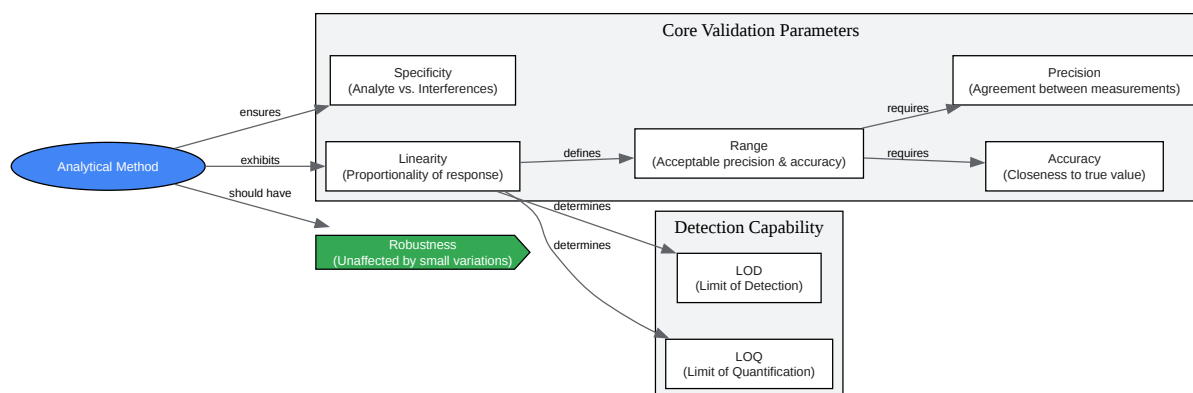 Core Validation Parameters
Specificity
(Analyte vs. Interferences)
Precision
(Agreement between measurements)
ensures
requires
Analytical Method
exhibits
Linearity
(Proportionality of response)
defines
Range
(Acceptable precision & accuracy)
requires
Accuracy
(Closeness to true value)
should have
determines
Robustness
(Unaffected by small variations)
determines
Detection Capability
LOD
(Limit of Detection)
LOQ
(Limit of Quantification)